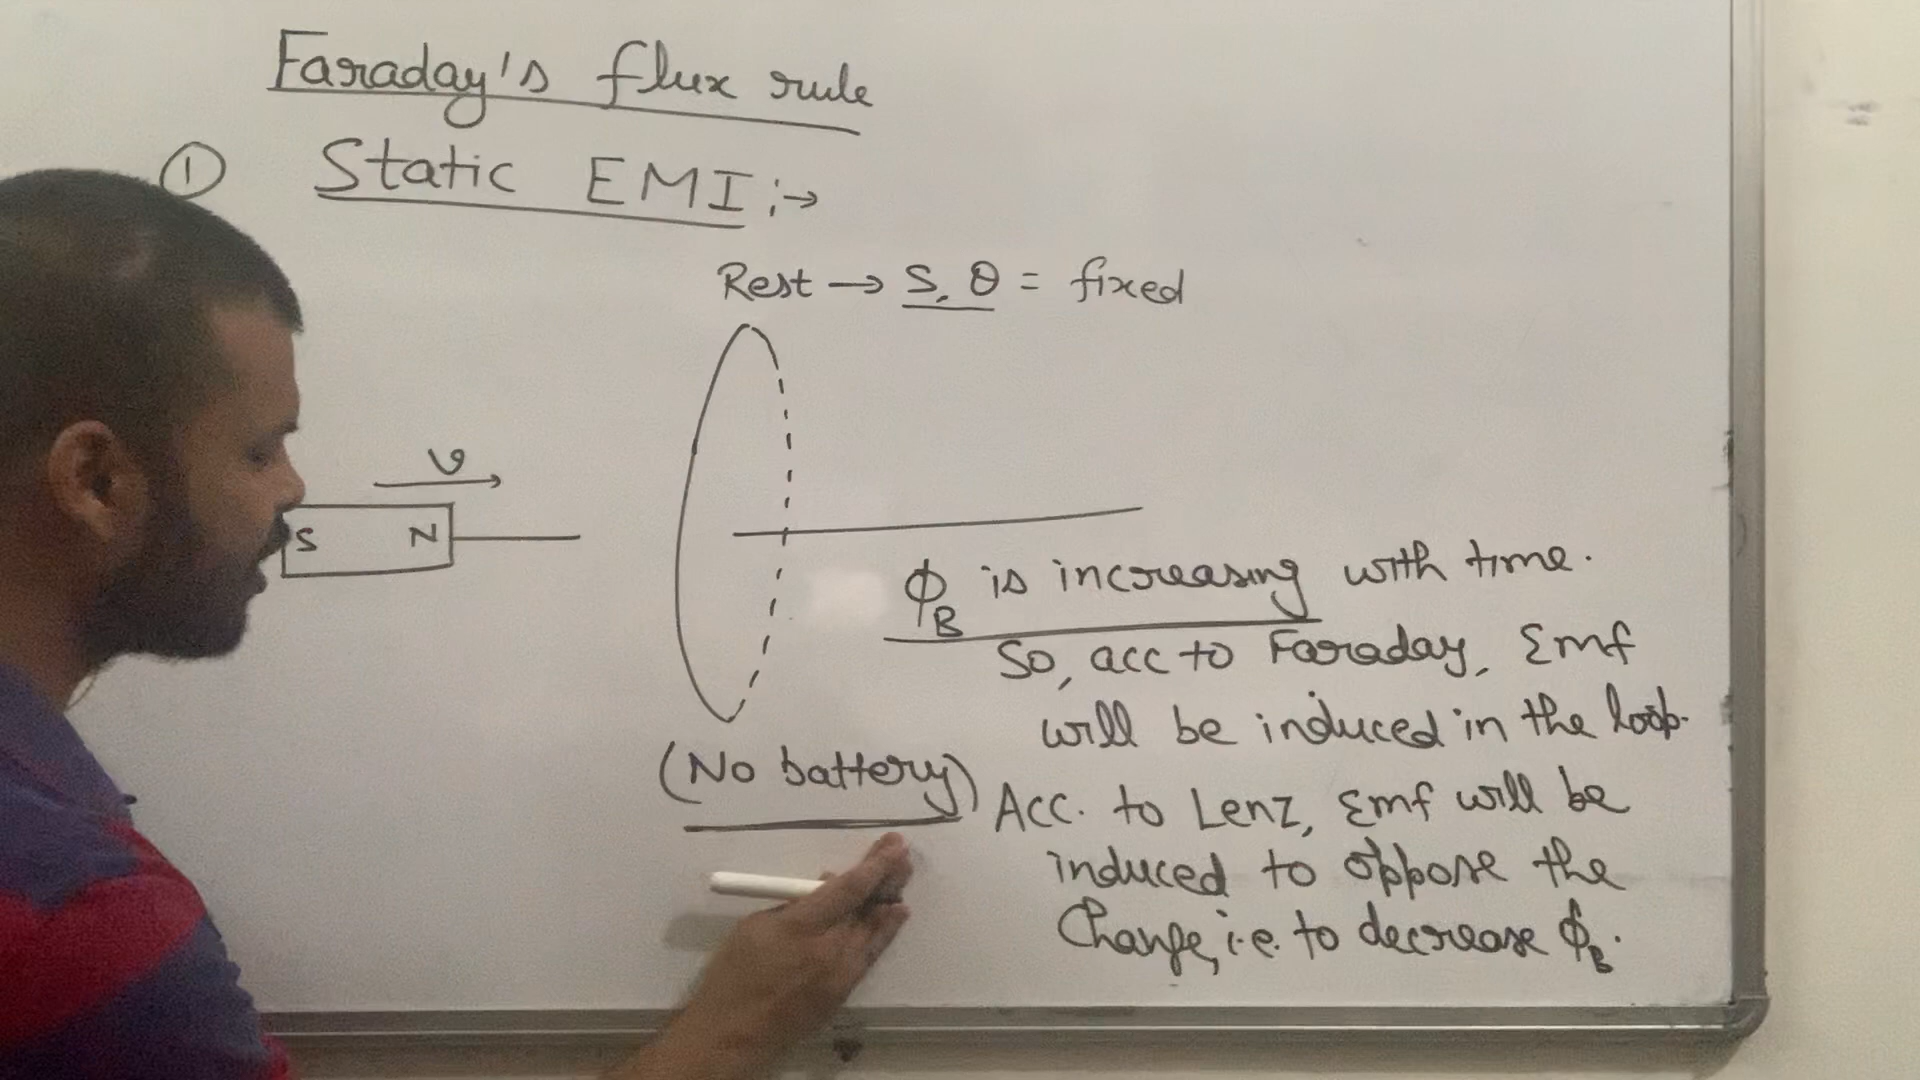 Faraday's flux rule
① Static EMI :→
Rest → S, θ = fixed
v
S N
ϕ_B is increasing with time.
So, acc to Faraday, Emf
will be induced in the loop.
(No battery)
Acc. to Lenz, Emf will be
induced to oppose the
Change, i.e. to decrease ϕ_B.